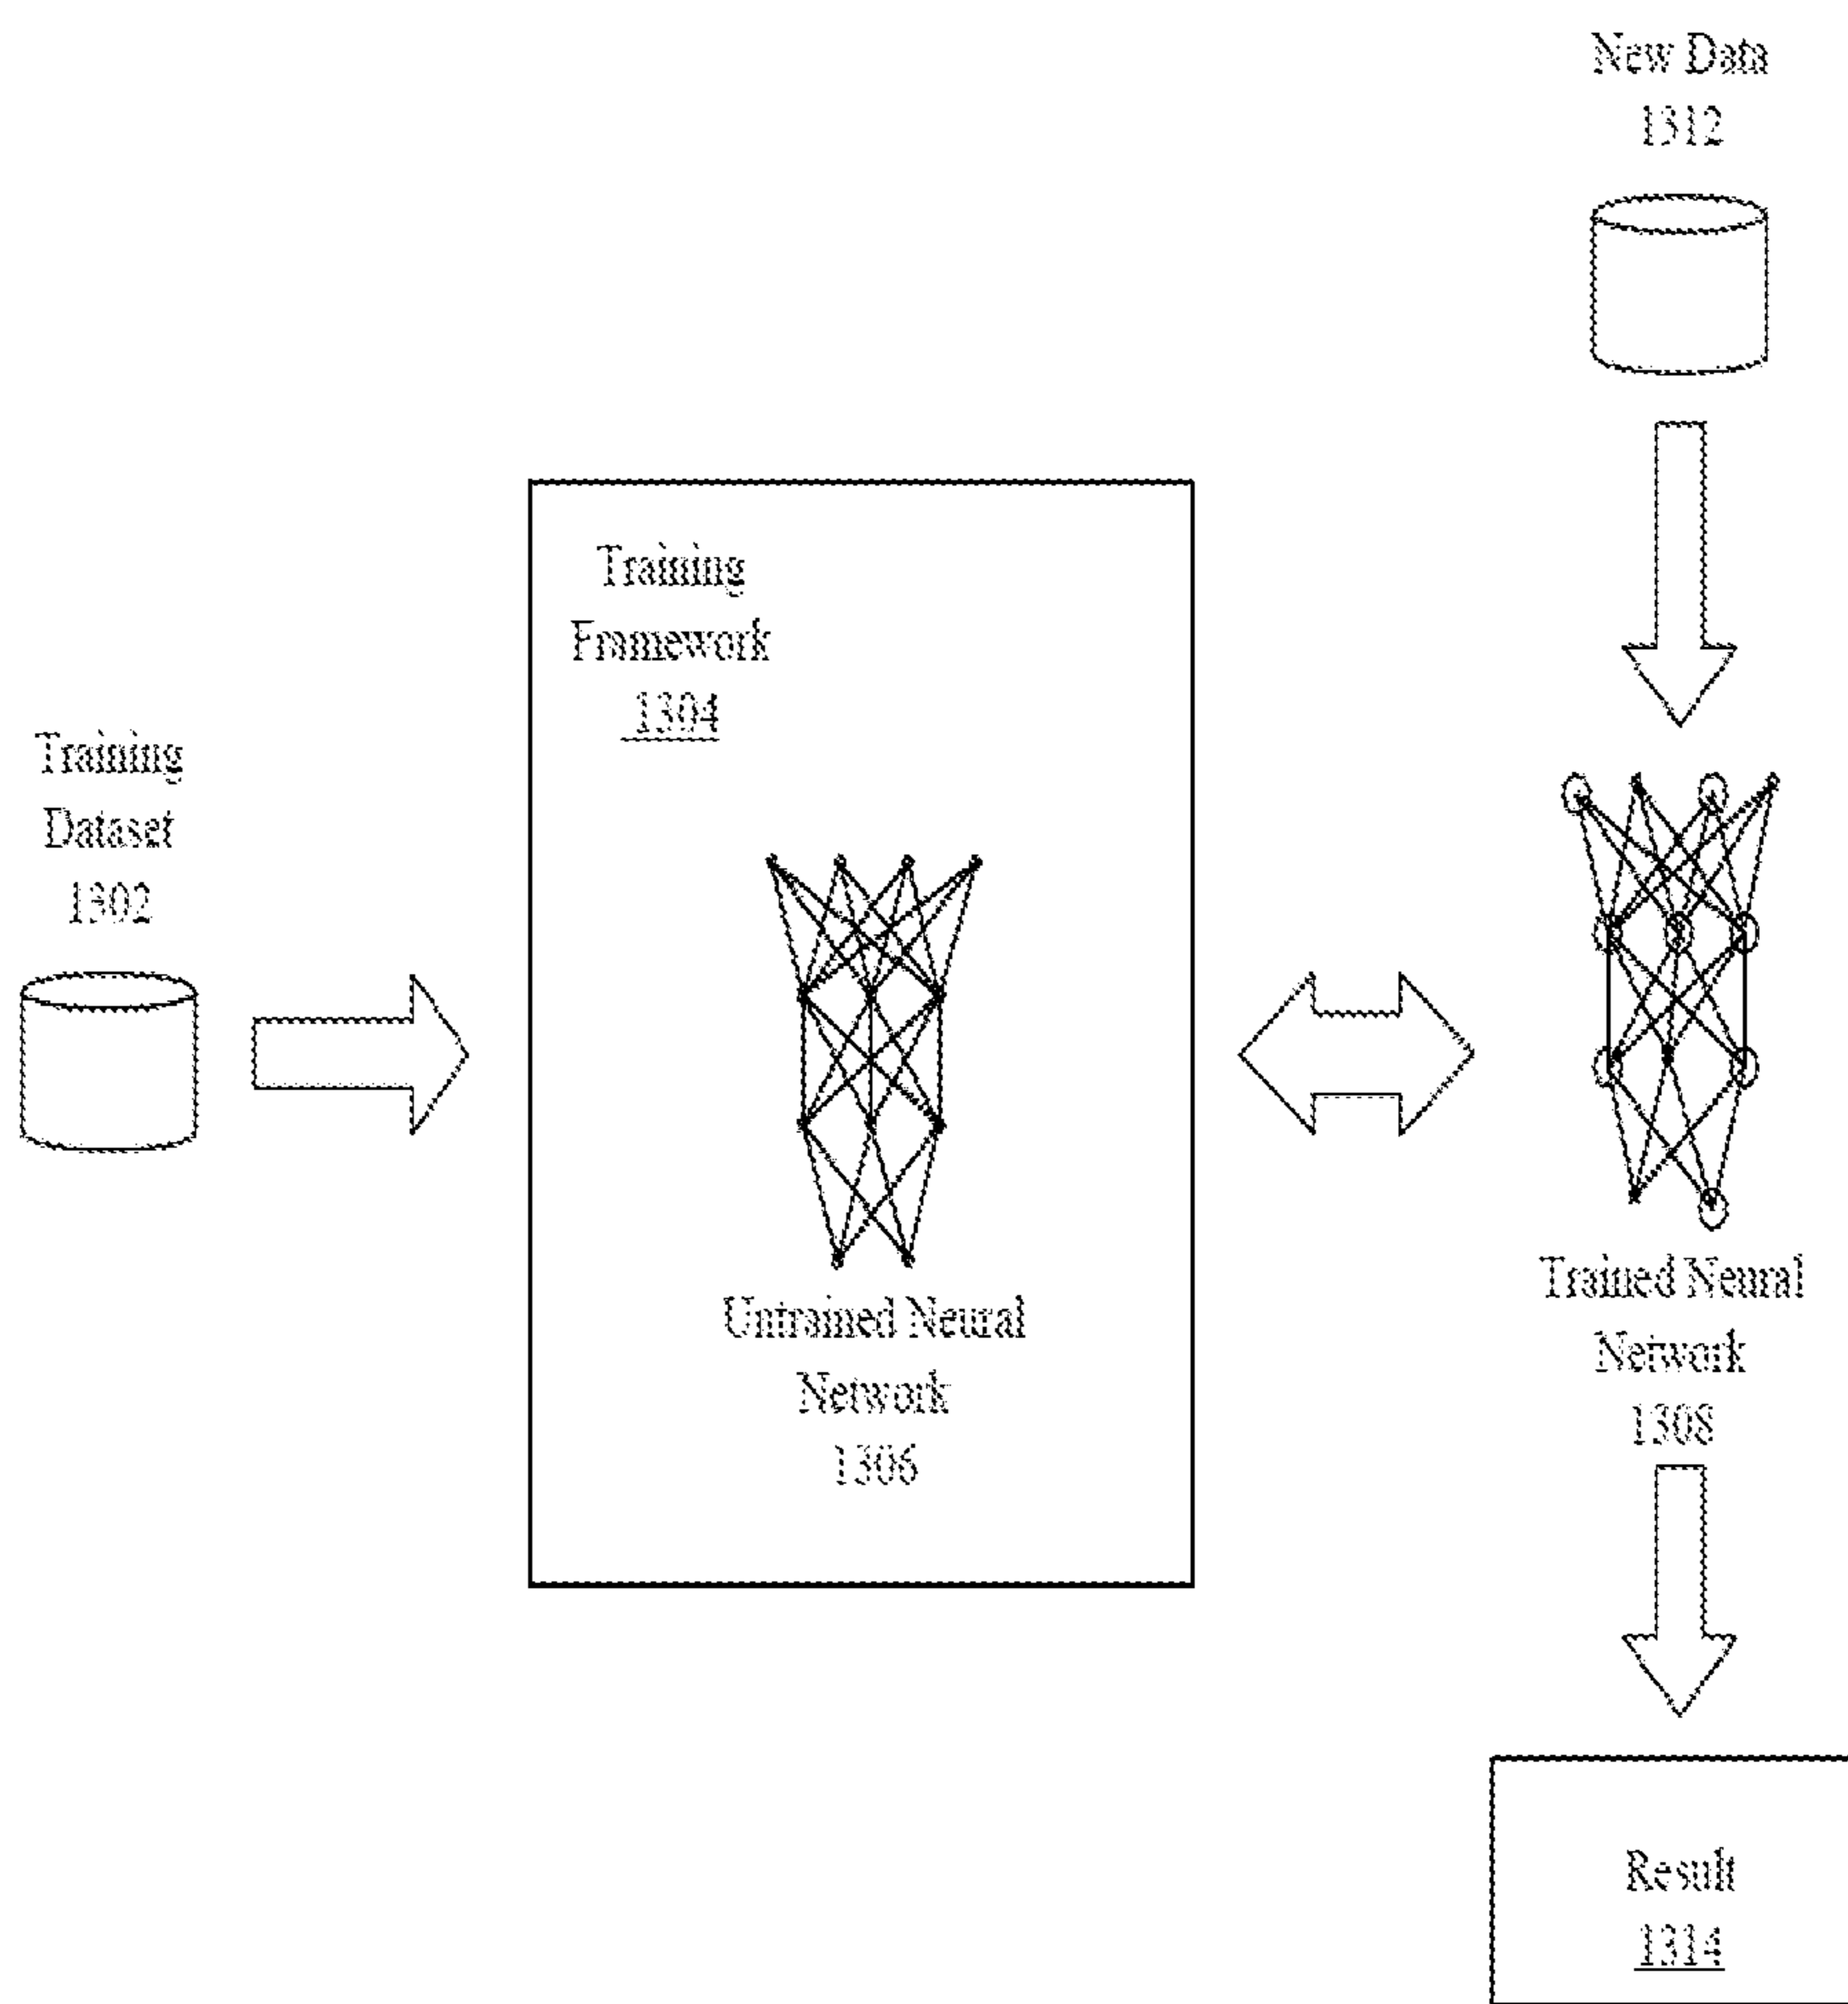 New Data
1312
Training
Framework
1304
Training
Dataset
1302
Untrained Neural
Network
1306
Trained Neural
Network
1308
Result
1314